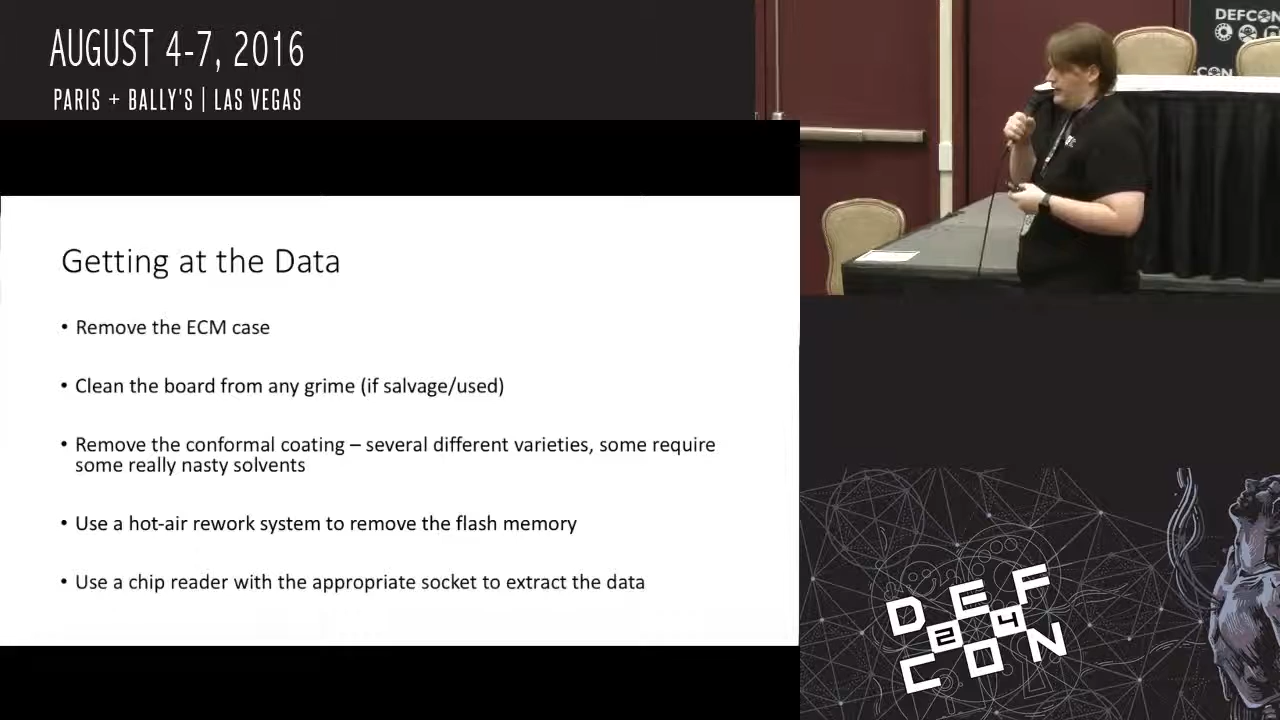 AUGUST 4-7, 2016
PARIS + BALLY'S | LAS VEGAS
DEFCON
CON
Getting at the Data
• Remove the ECM case
• Clean the board from any grime (if salvage/used)
• Remove the conformal coating – several different varieties, some require
some really nasty solvents
• Use a hot-air rework system to remove the flash memory
• Use a chip reader with the appropriate socket to extract the data
DEF
24
CON